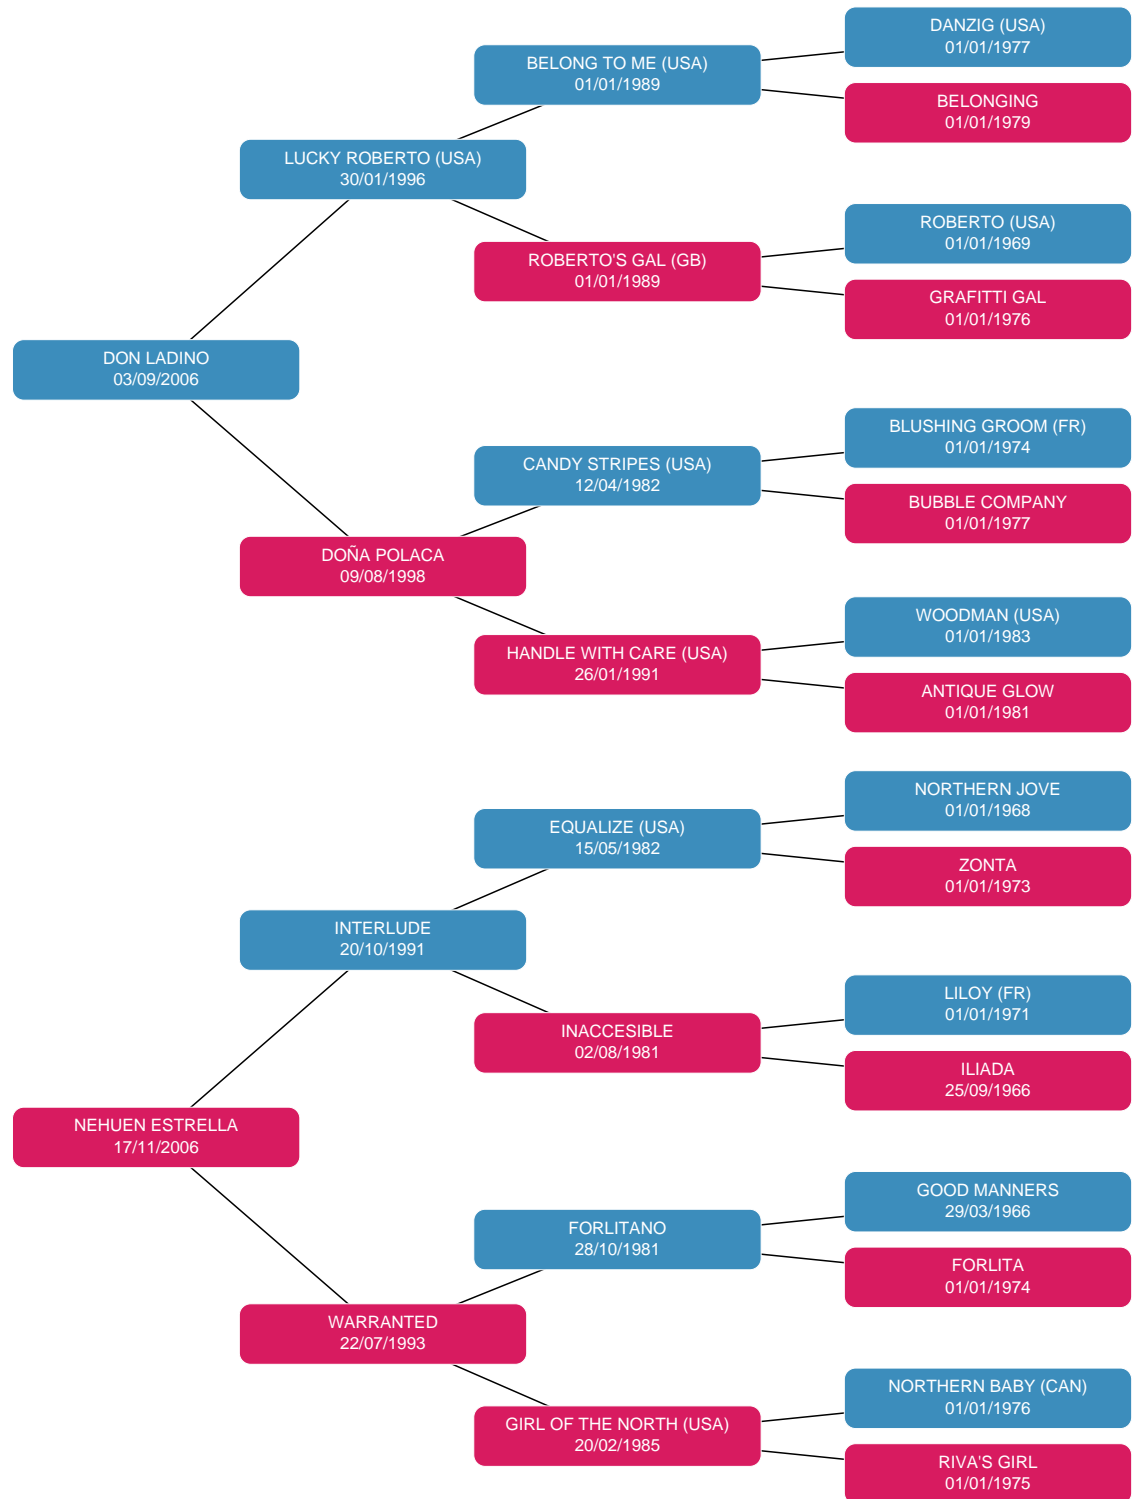 DANZIG (USA)
01/01/1977
BELONG TO ME (USA)
01/01/1989
BELONGING
01/01/1979
LUCKY ROBERTO (USA)
30/01/1996
ROBERTO (USA)
01/01/1969
ROBERTO'S GAL (GB)
01/01/1989
GRAFITTI GAL
01/01/1976
DON LADINO
03/09/2006
BLUSHING GROOM (FR)
01/01/1974
CANDY STRIPES (USA)
12/04/1982
BUBBLE COMPANY
01/01/1977
DOÑA POLACA
09/08/1998
WOODMAN (USA)
01/01/1983
HANDLE WITH CARE (USA)
26/01/1991
ANTIQUE GLOW
01/01/1981
NORTHERN JOVE
01/01/1968
EQUALIZE (USA)
15/05/1982
ZONTA
01/01/1973
INTERLUDE
20/10/1991
LILOY (FR)
01/01/1971
INACCESIBLE
02/08/1981
ILIADA
25/09/1966
NEHUEN ESTRELLA
17/11/2006
GOOD MANNERS
29/03/1966
FORLITANO
28/10/1981
FORLITA
01/01/1974
WARRANTED
22/07/1993
NORTHERN BABY (CAN)
01/01/1976
GIRL OF THE NORTH (USA)
20/02/1985
RIVA'S GIRL
01/01/1975